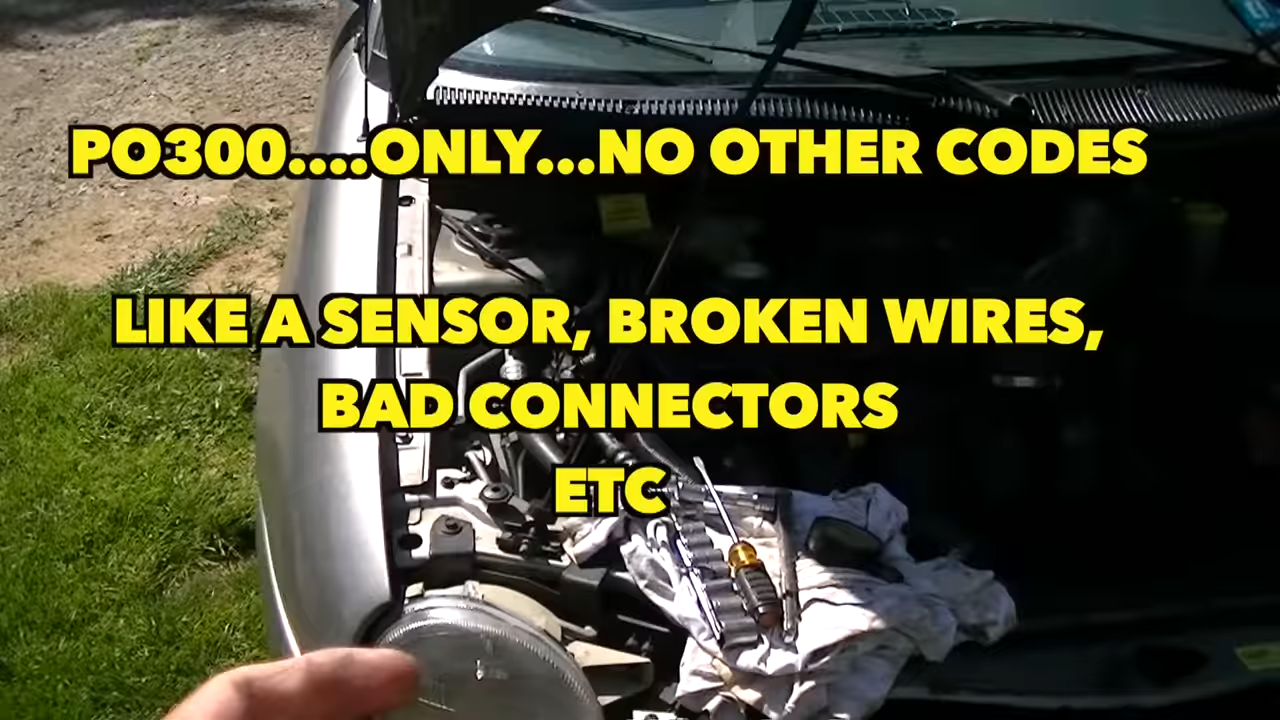 PO300....ONLY...NO OTHER CODES
LIKE A SENSOR, BROKEN WIRES,
BAD CONNECTORS
ETC